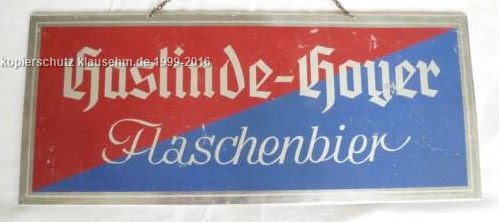 kopierschutz klausehm.de 1999-2016
Haslinde-Hoyer
Flaschenbier